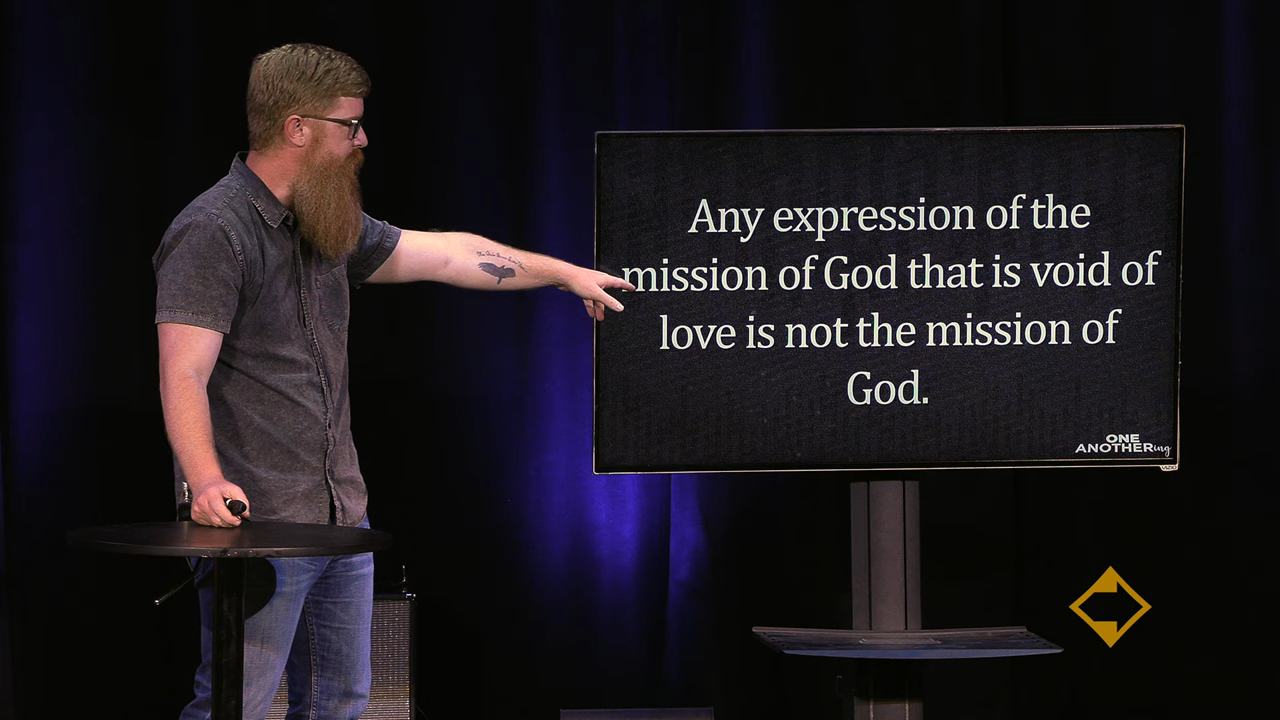 Any expression of the
mission of God that is void of
love is not the mission of
God.
ONE
ANOTHERing
VIZIO